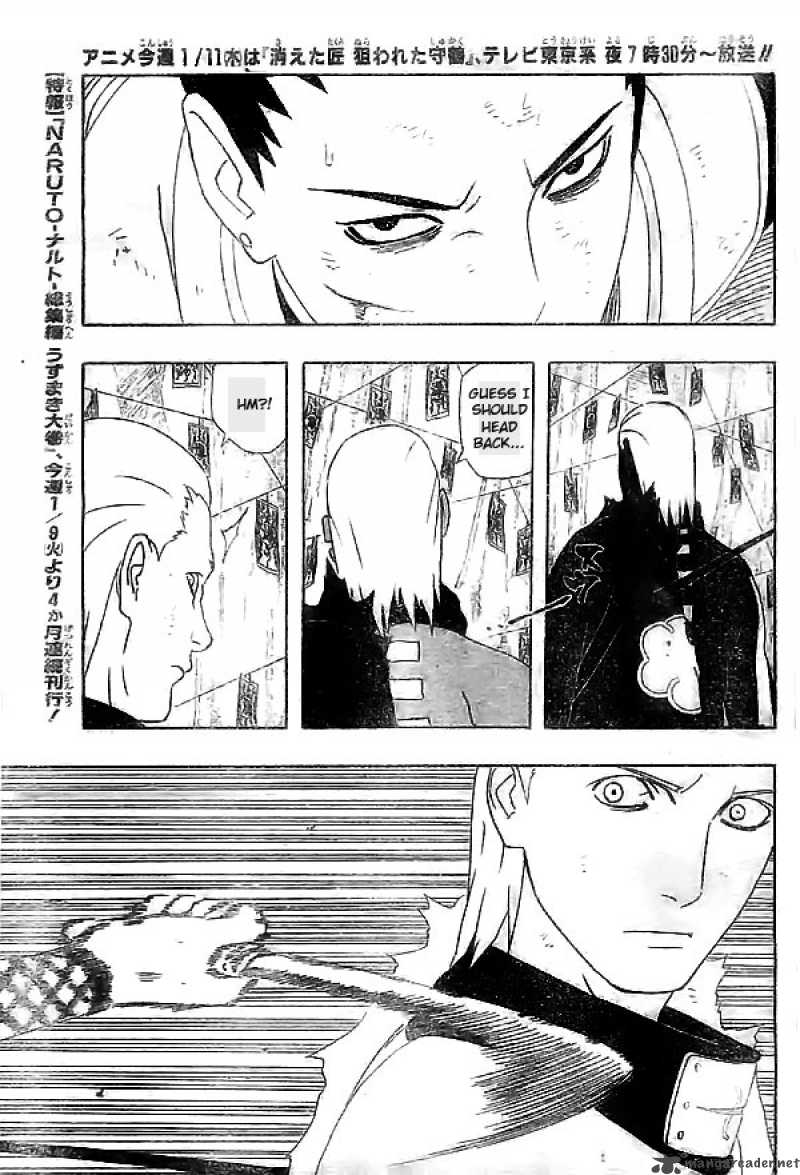 アニメ今週1/11(木)は『消えた匠 狙われた守鶴』、テレビ東京系 夜7時30分〜放送!!
【特報】『NARUTO-ナルト-総集編 うずまき大巻』、今週1/9(火)より4か月連続刊行!
GUESS I
SHOULD
HEAD
BACK...
HM?!
mangarcader.net